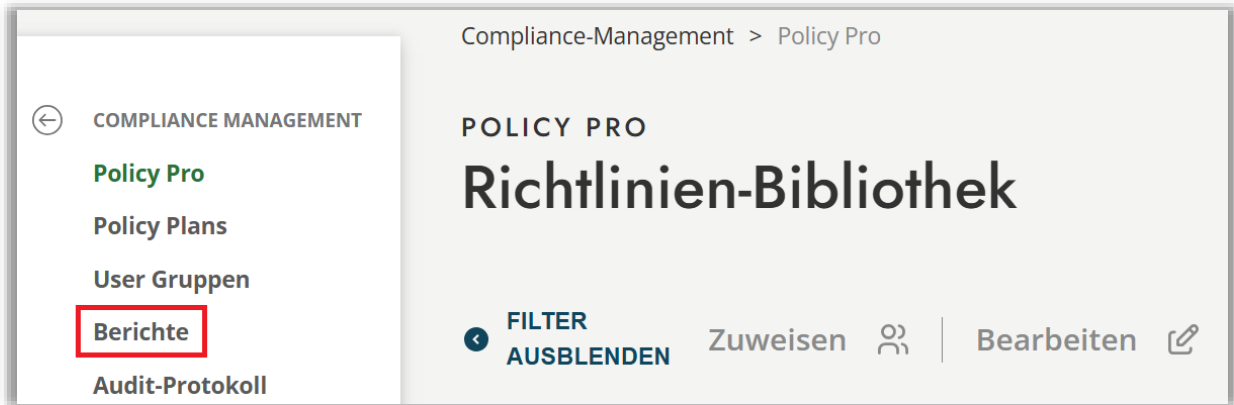 Compliance-Management > Policy Pro
COMPLIANCE MANAGEMENT
Policy Pro
Policy Plans
User Gruppen
Berichte
Audit-Protokoll
POLICY PRO
Richtlinien-Bibliothek
FILTER
AUSBLENDEN
Zuweisen
Bearbeiten